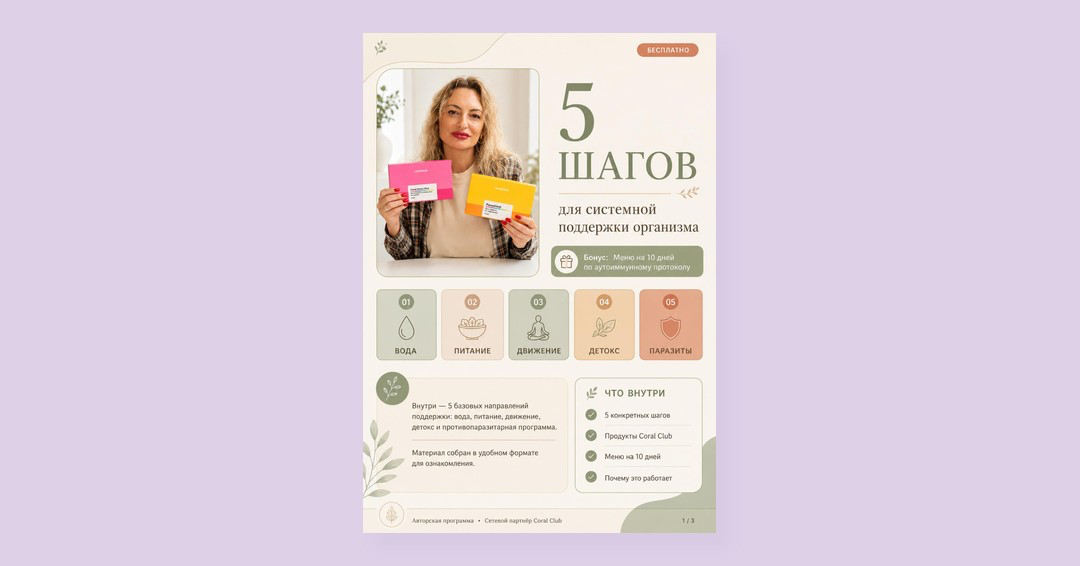 БЕСПЛАТНО
5
ШАГОВ
для системной
поддержки организма
Бонус: Меню на 10 дней
по аутоиммунному протоколу
01
ВОДА
02
ПИТАНИЕ
03
ДВИЖЕНИЕ
04
ДЕТОКС
05
ПАРАЗИТЫ
Внутри — 5 базовых направлений
поддержки: вода, питание, движение,
детокс и противопаразитарная программа.
Материал собран в удобном формате
для ознакомления.
ЧТО ВНУТРИ
5 конкретных шагов
Продукты Coral Club
Меню на 10 дней
Почему это работает
Авторская программа • Сетевой партнёр Coral Club
1 / 3